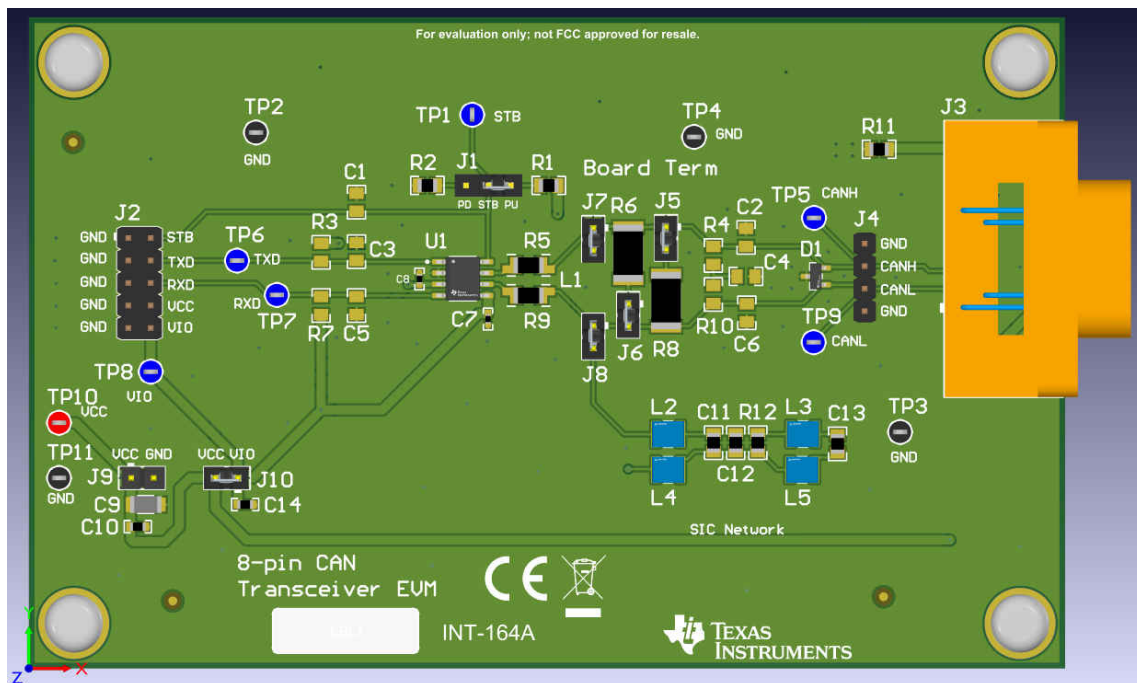 For evaluation only; not FCC approved for resale.
TP2
GND
TP1 STB
TP4
GND
J3
R11
R2 J1 R1
PD STB PU
Board Term
C1
J2
GND STB
GND TXD
GND RXD
GND VCC
GND VIO
TP6
TXD
R3
C3
RXD
TP7
R7
C5
U1
C8
C7
R5
L1
R9
J7
R6
J5
R4
C2
C4
D1
TP5
CANH
J4
GND
CANH
CANL
GND
TP9
CANL
J8
J6
R8
R10
C6
TP8
VIO
TP10
VCC
TP11
GND
VCC GND
J9
C9
C10
VCC VIO
J10
C14
L2 C11 R12 L3 C13
L4 C12 L5
TP3
GND
SIC Network
8-pin CAN
Transceiver EVM
CE
INT-164A
TEXAS
INSTRUMENTS
Y
X
Z